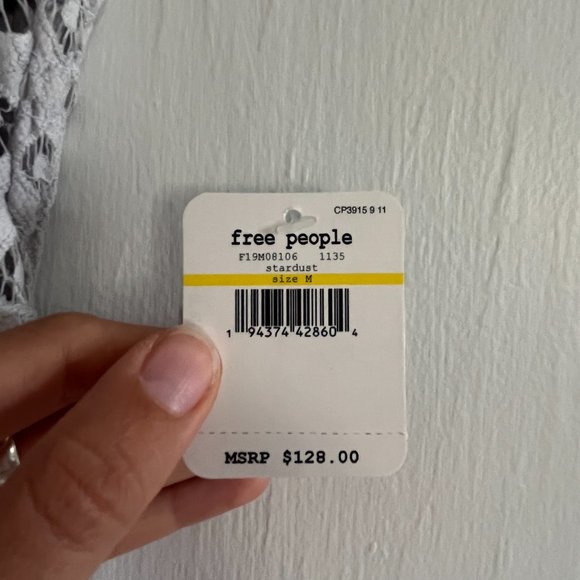 CP3915 9 11
free people
F19M08106 1135
stardust
size M
1 94374 42860 4
MSRP $128.00